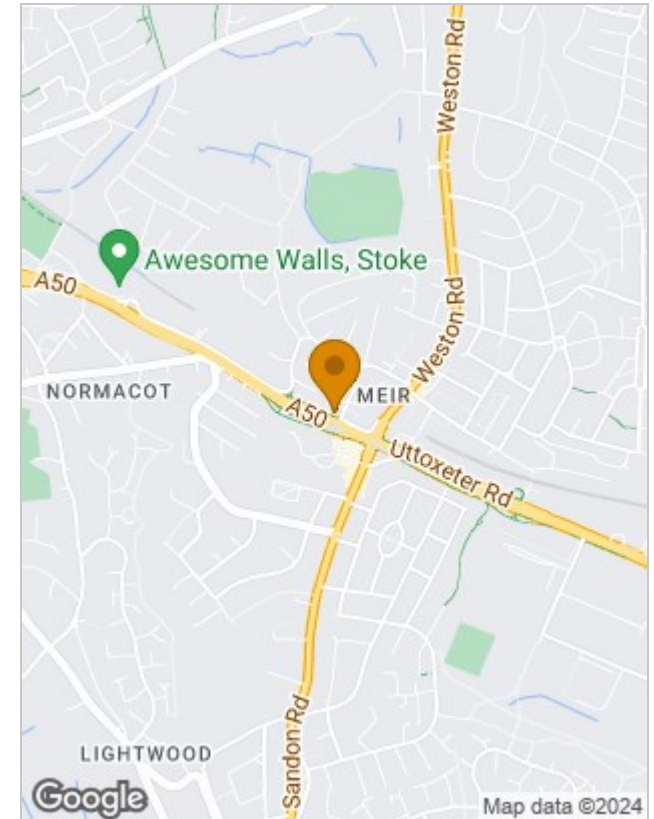 Weston Rd
Awesome Walls, Stoke
A50
Weston Rd
NORMACOT
MEIR
A50
Uttoxeter Rd
Sandon Rd
LIGHTWOOD
Google
Map data ©2024